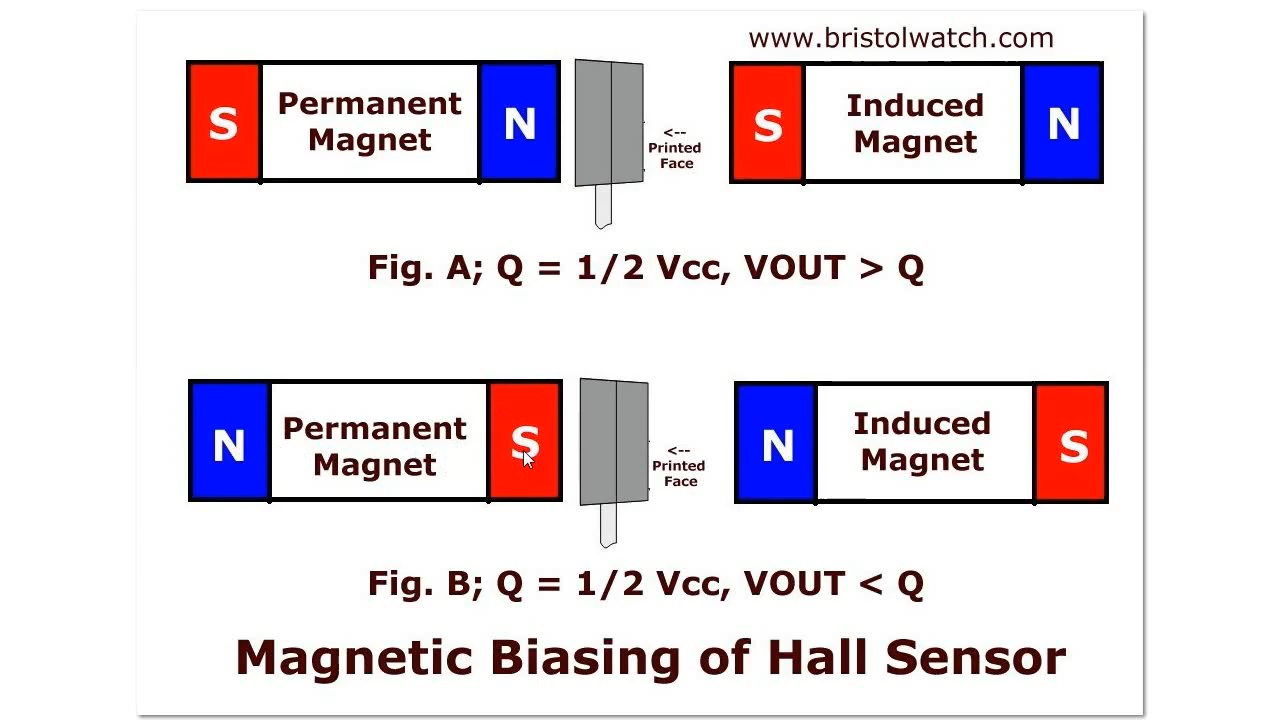 www.bristolwatch.com
S
Permanent
Magnet
N
<--
Printed
Face
S
Induced
Magnet
N
Fig. A; Q = 1/2 Vcc, VOUT > Q
N
Permanent
Magnet
S
<--
Printed
Face
N
Induced
Magnet
S
Fig. B; Q = 1/2 Vcc, VOUT < Q
Magnetic Biasing of Hall Sensor